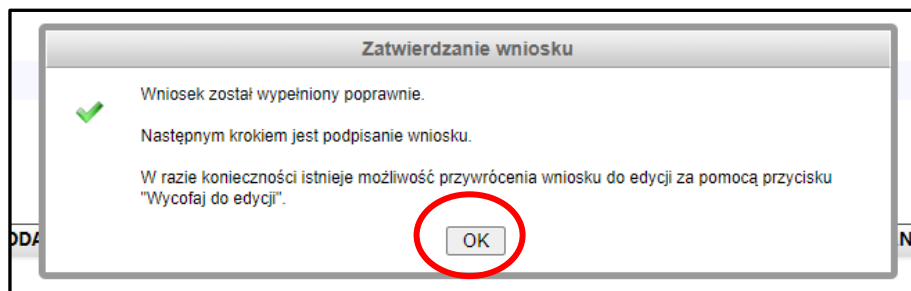 Zatwierdzanie wniosku
Wniosek został wypełniony poprawnie.
Następnym krokiem jest podpisanie wniosku.
W razie konieczności istnieje możliwość przywrócenia wniosku do edycji za pomocą przycisku
"Wycofaj do edycji".
OK